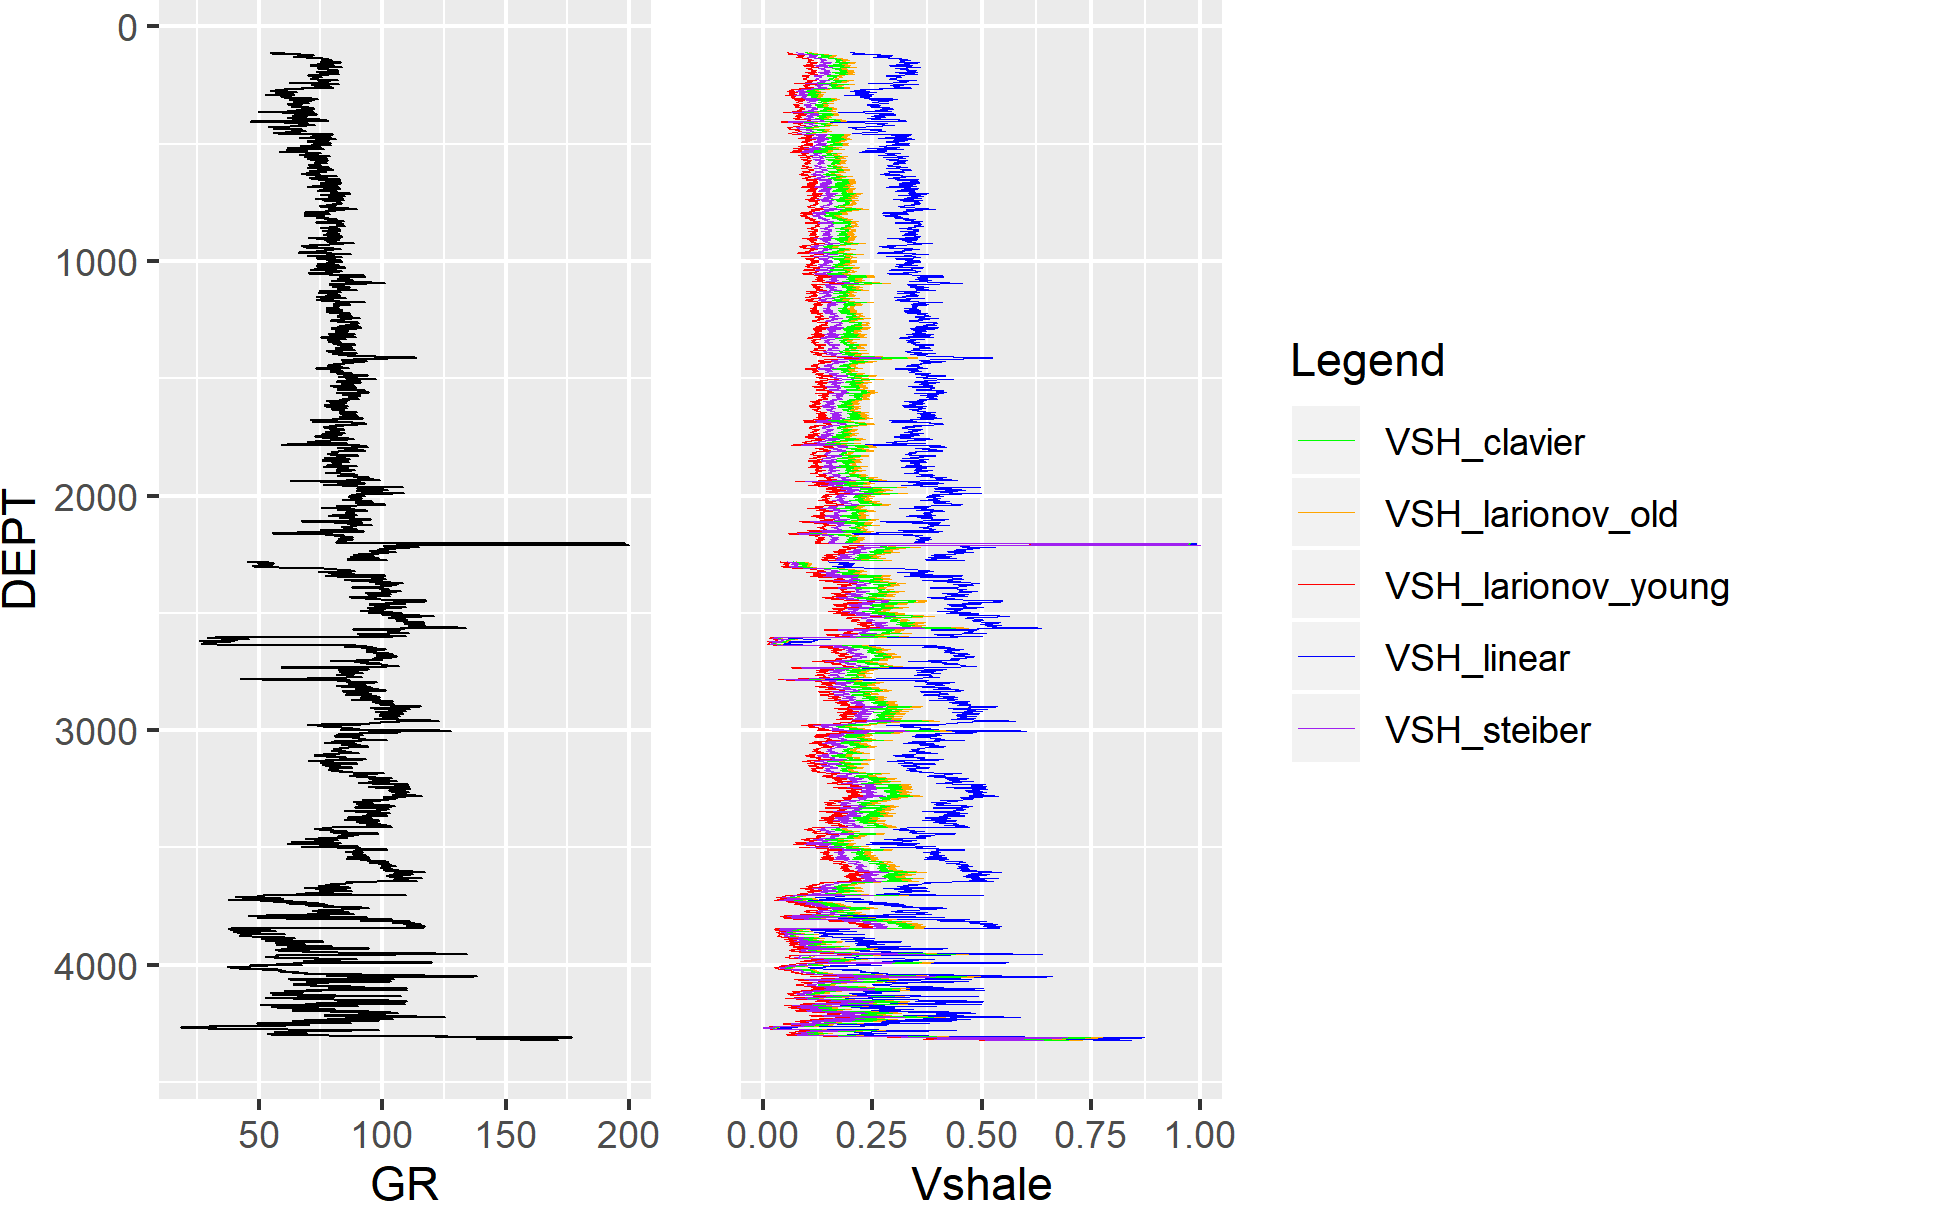 DEPT
0
1000
2000
3000
4000
50 100 150 200
GR
0.00 0.25 0.50 0.75 1.00
Vshale
Legend
VSH_clavier
VSH_larionov_old
VSH_larionov_young
VSH_linear
VSH_steiber